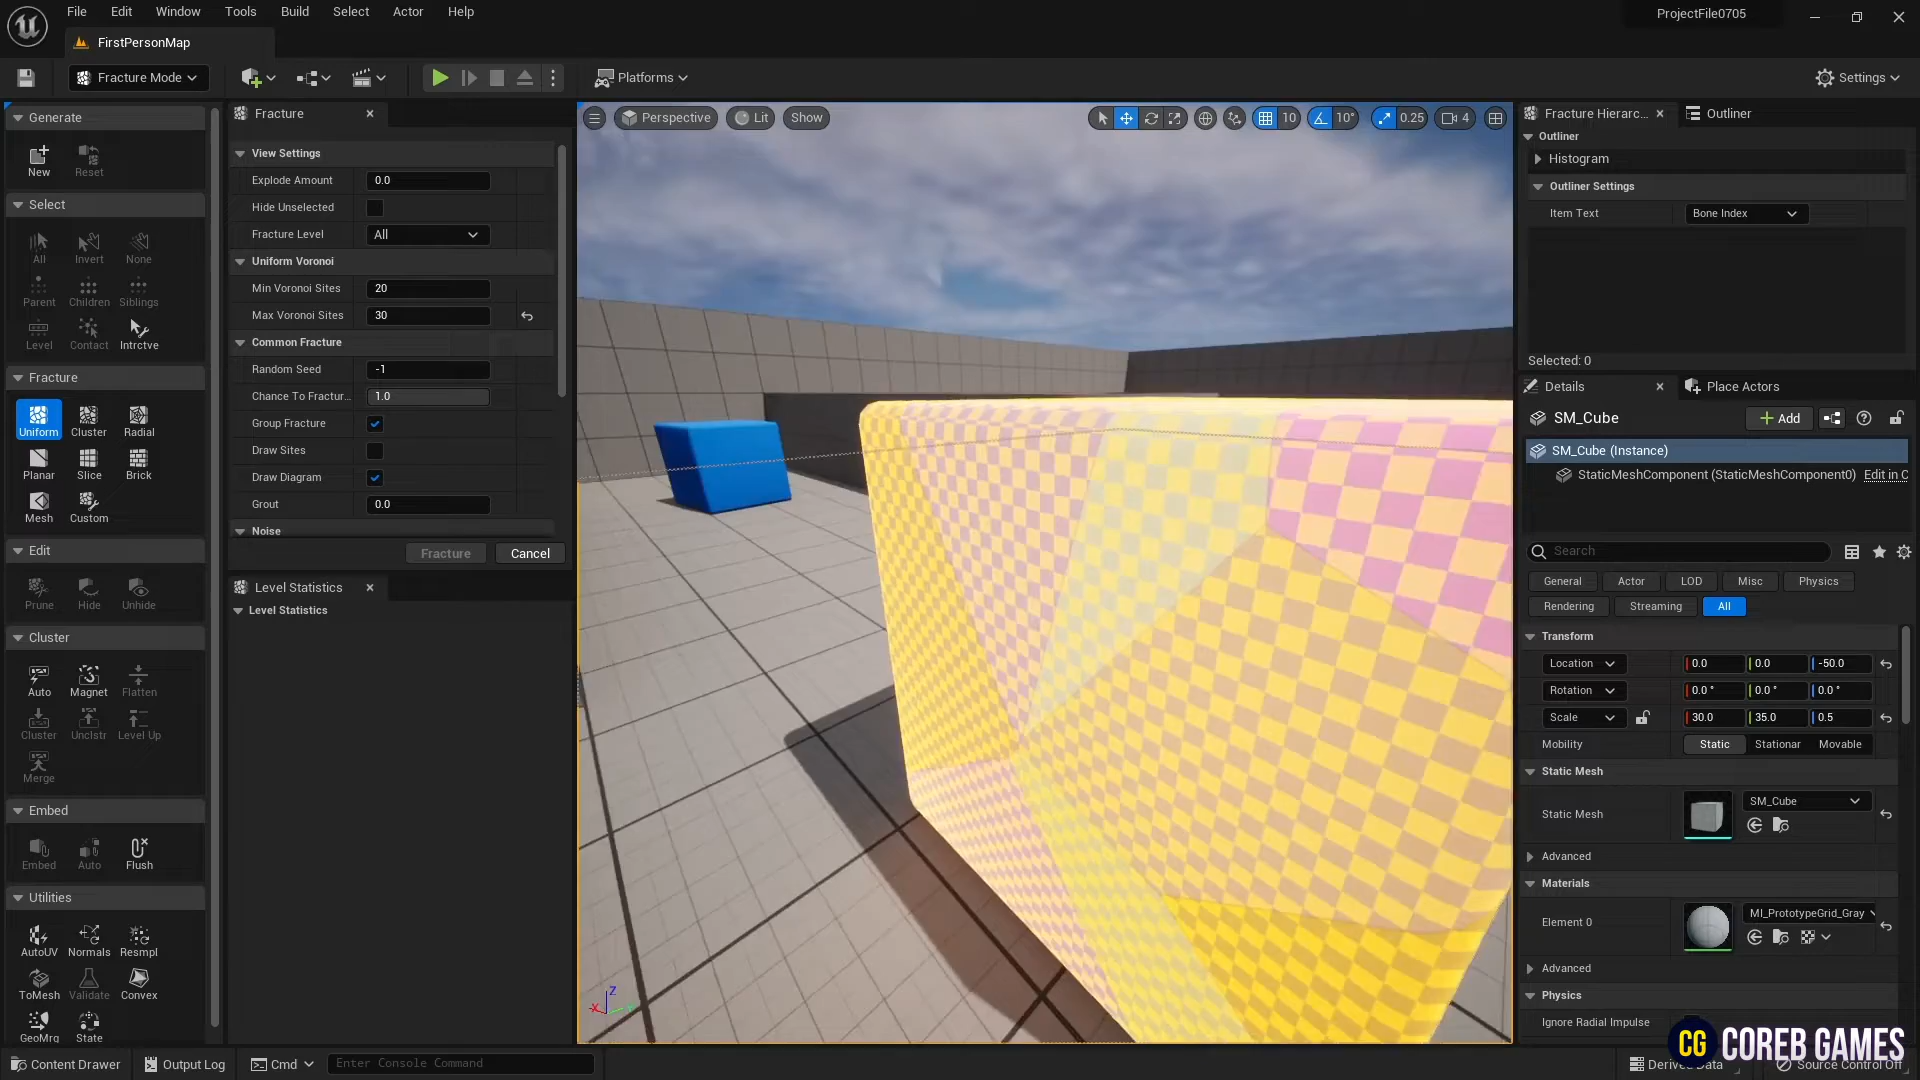 File Edit Window Tools Build Select Actor Help
ProjectFile0705
FirstPersonMap
Fracture Mode
Platforms
Settings
Generate
New Reset
Select
All Invert None
Parent Children Siblings
Level Contact Intrctve
Fracture
Uniform Cluster Radial
Planar Slice Brick
Mesh Custom
Edit
Prune Hide Unhide
Cluster
Auto Magnet Flatten
Cluster Unclstr Level Up
Merge
Embed
Embed Auto Flush
Utilities
AutoUV Normals Resmpl
ToMesh Validate Convex
GeoMrg State
Fracture
View Settings
Explode Amount 0.0
Hide Unselected
Fracture Level All
Uniform Voronoi
Min Voronoi Sites 20
Max Voronoi Sites 30
Common Fracture
Random Seed -1
Chance To Fractur... 1.0
Group Fracture
Draw Sites
Draw Diagram
Grout 0.0
Noise
Fracture Cancel
Level Statistics
Level Statistics
Perspective Lit Show
10 10° 0.25 4
Z
X
Fracture Hierarc... Outliner
Outliner
Histogram
Outliner Settings
Item Text Bone Index
Selected: 0
Details Place Actors
SM_Cube
Add
SM_Cube (Instance)
StaticMeshComponent (StaticMeshComponent0) Edit in C
Search
General Actor LOD Misc Physics
Rendering Streaming All
Transform
Location 0.0 0.0 -50.0
Rotation 0.0 ° 0.0 ° 0.0 °
Scale 30.0 35.0 0.5
Mobility Static Stationar Movable
Static Mesh
Static Mesh SM_Cube
Advanced
Materials
Element 0 MI_PrototypeGrid_Gray
Advanced
Physics
Ignore Radial Impulse
CG COREB GAMES
Content Drawer Output Log Cmd Enter Console Command
Derived Data Source Control Off